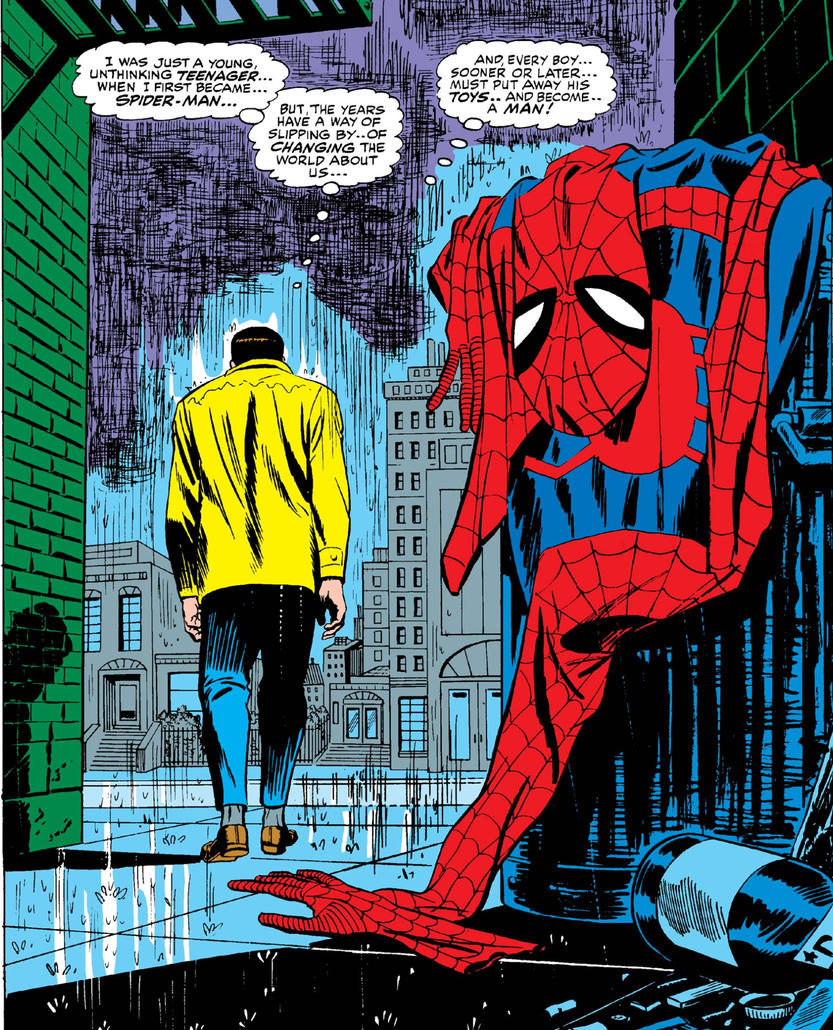 I WAS JUST A YOUNG,
UNTHINKING TEENAGER...
WHEN I FIRST BECAME...
SPIDER-MAN...
BUT, THE YEARS
HAVE A WAY OF
SLIPPING BY--OF
CHANGING THE
WORLD ABOUT
US...
AND, EVERY BOY...
SOONER OR LATER...
MUST PUT AWAY HIS
TOYS.. AND BECOME--
A MAN!